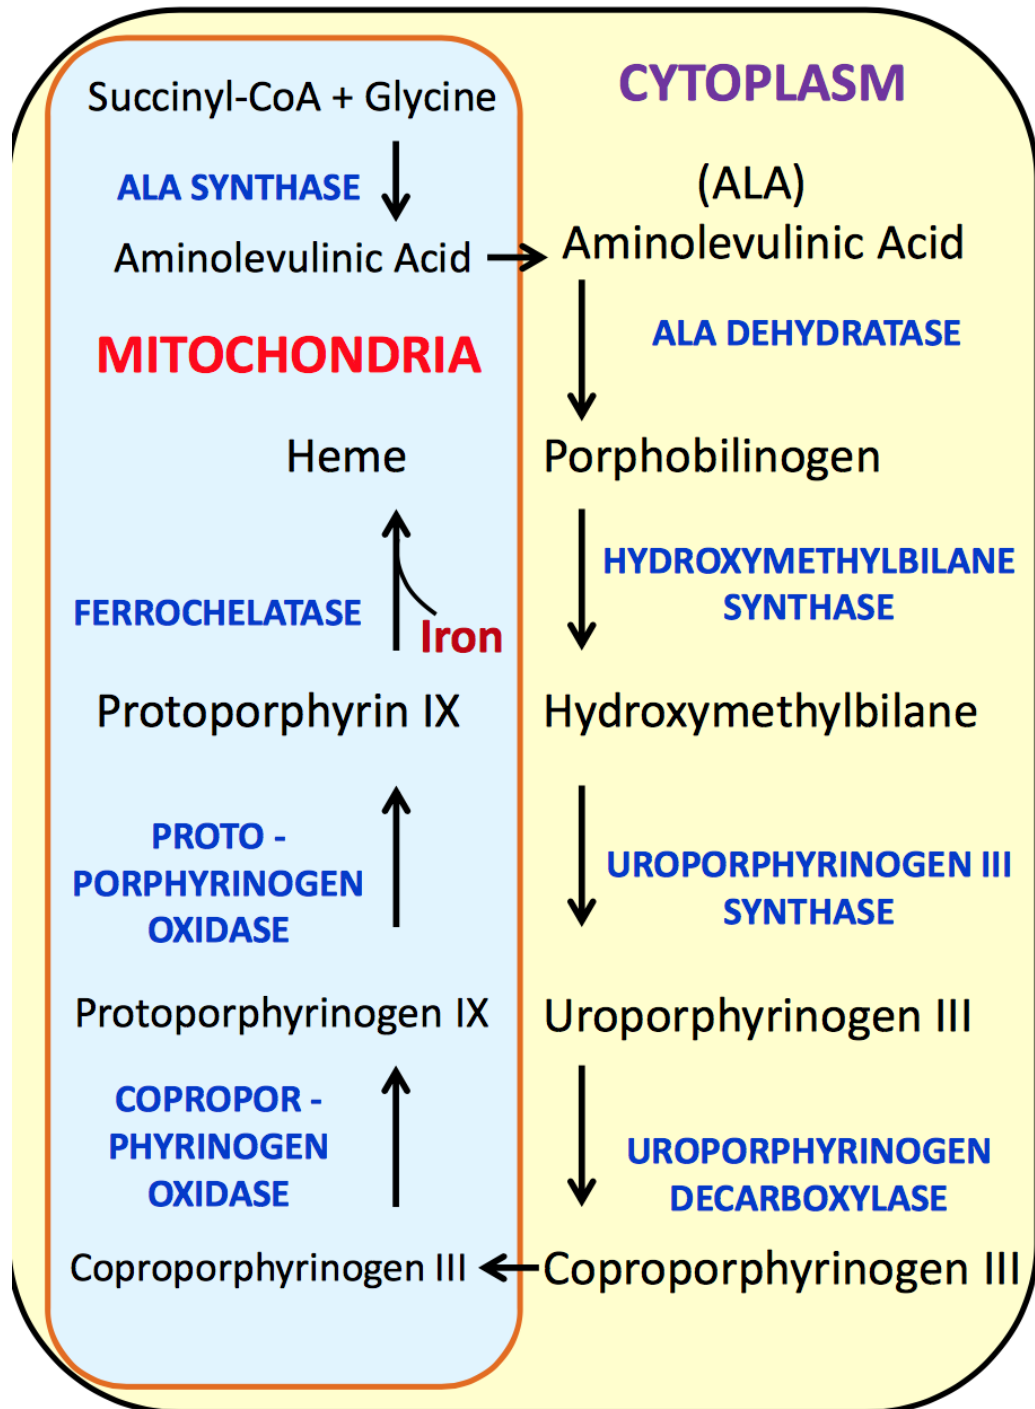 Succinyl-CoA + Glycine
ALA SYNTHASE
Aminolevulinic Acid
MITOCHONDRIA
Heme
FERROCHELATASE
Iron
Protoporphyrin IX
PROTO -
PORPHYRINOGEN
OXIDASE
Protoporphyrinogen IX
COPROPOR -
PHYRINOGEN
OXIDASE
Coproporphyrinogen III
CYTOPLASM
(ALA)
Aminolevulinic Acid
ALA DEHYDRATASE
Porphobilinogen
HYDROXYMETHYLBILANE
SYNTHASE
Hydroxymethylbilane
UROPORPHYRINOGEN III
SYNTHASE
Uroporphyrinogen III
UROPORPHYRINOGEN
DECARBOXYLASE
Coproporphyrinogen III